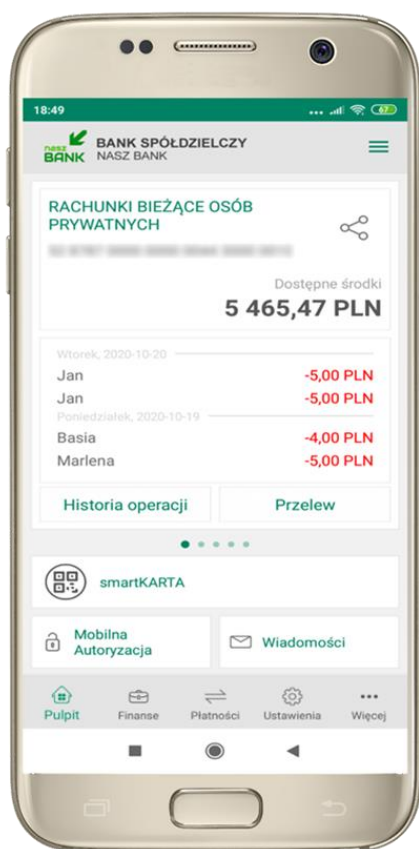 18:49
67
nasz BANK
BANK SPÓŁDZIELCZY
NASZ BANK
RACHUNKI BIEŻĄCE OSÓB
PRYWATNYCH
Dostępne środki
5 465,47 PLN
Wtorek, 2020-10-20
Jan -5,00 PLN
Jan -5,00 PLN
Poniedziałek, 2020-10-19
Basia -4,00 PLN
Marlena -5,00 PLN
Historia operacji Przelew
smartKARTA
Mobilna
Autoryzacja
Wiadomości
Pulpit Finanse Płatności Ustawienia Więcej